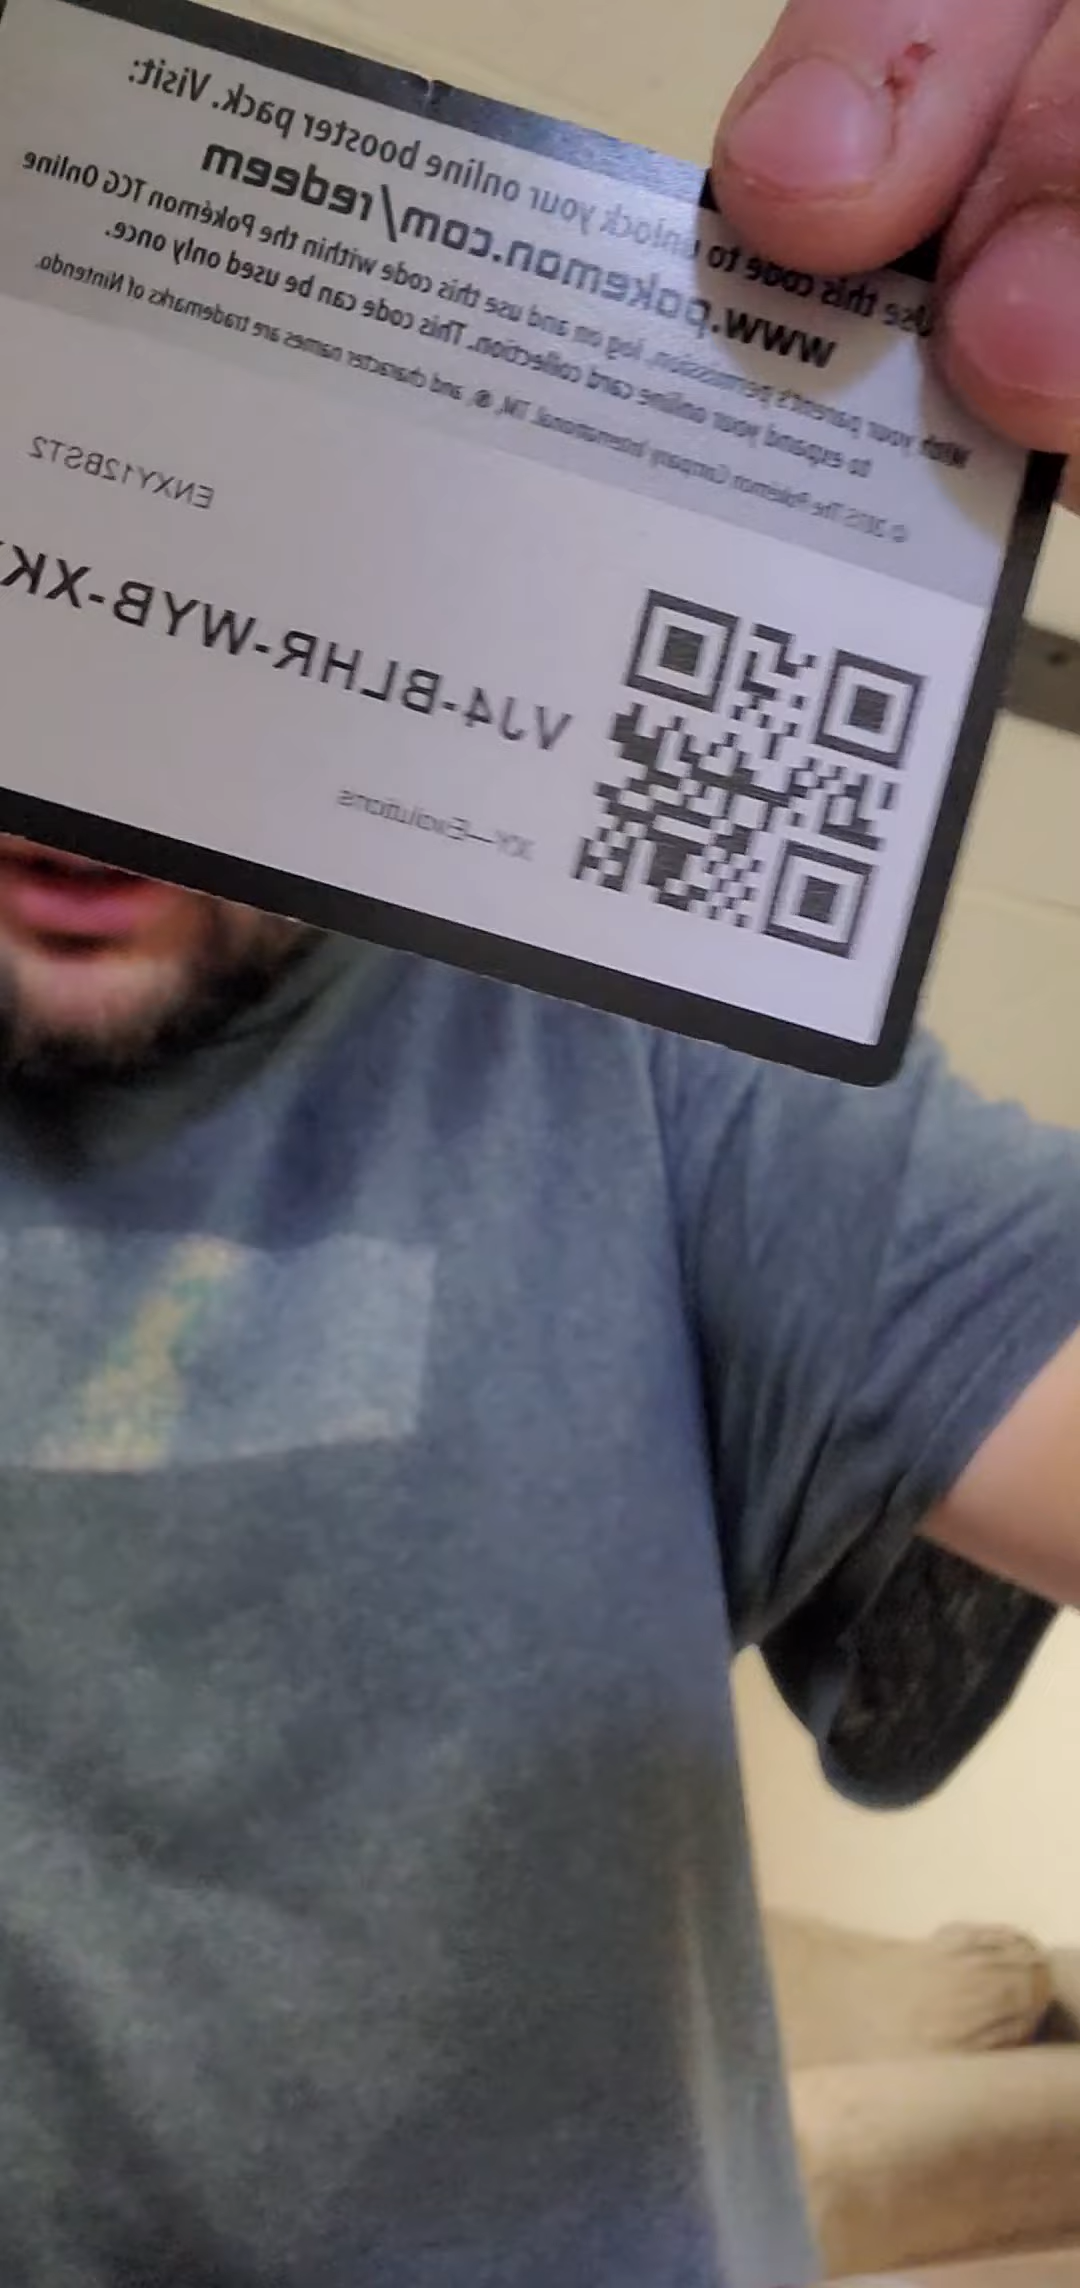 Use this code to unlock your online booster pack. Visit:
www.pokemon.com/redeem
With your parent's permission, log on and use this code within the Pokémon TCG Online
to expand your online card collection. This code can be used only once.
© 2015 The Pokémon Company International. TM, ®, and character names are trademarks of Nintendo.
ENXY12BST2
VJ4-BLHR-WYB-XK
XY—Evolutions